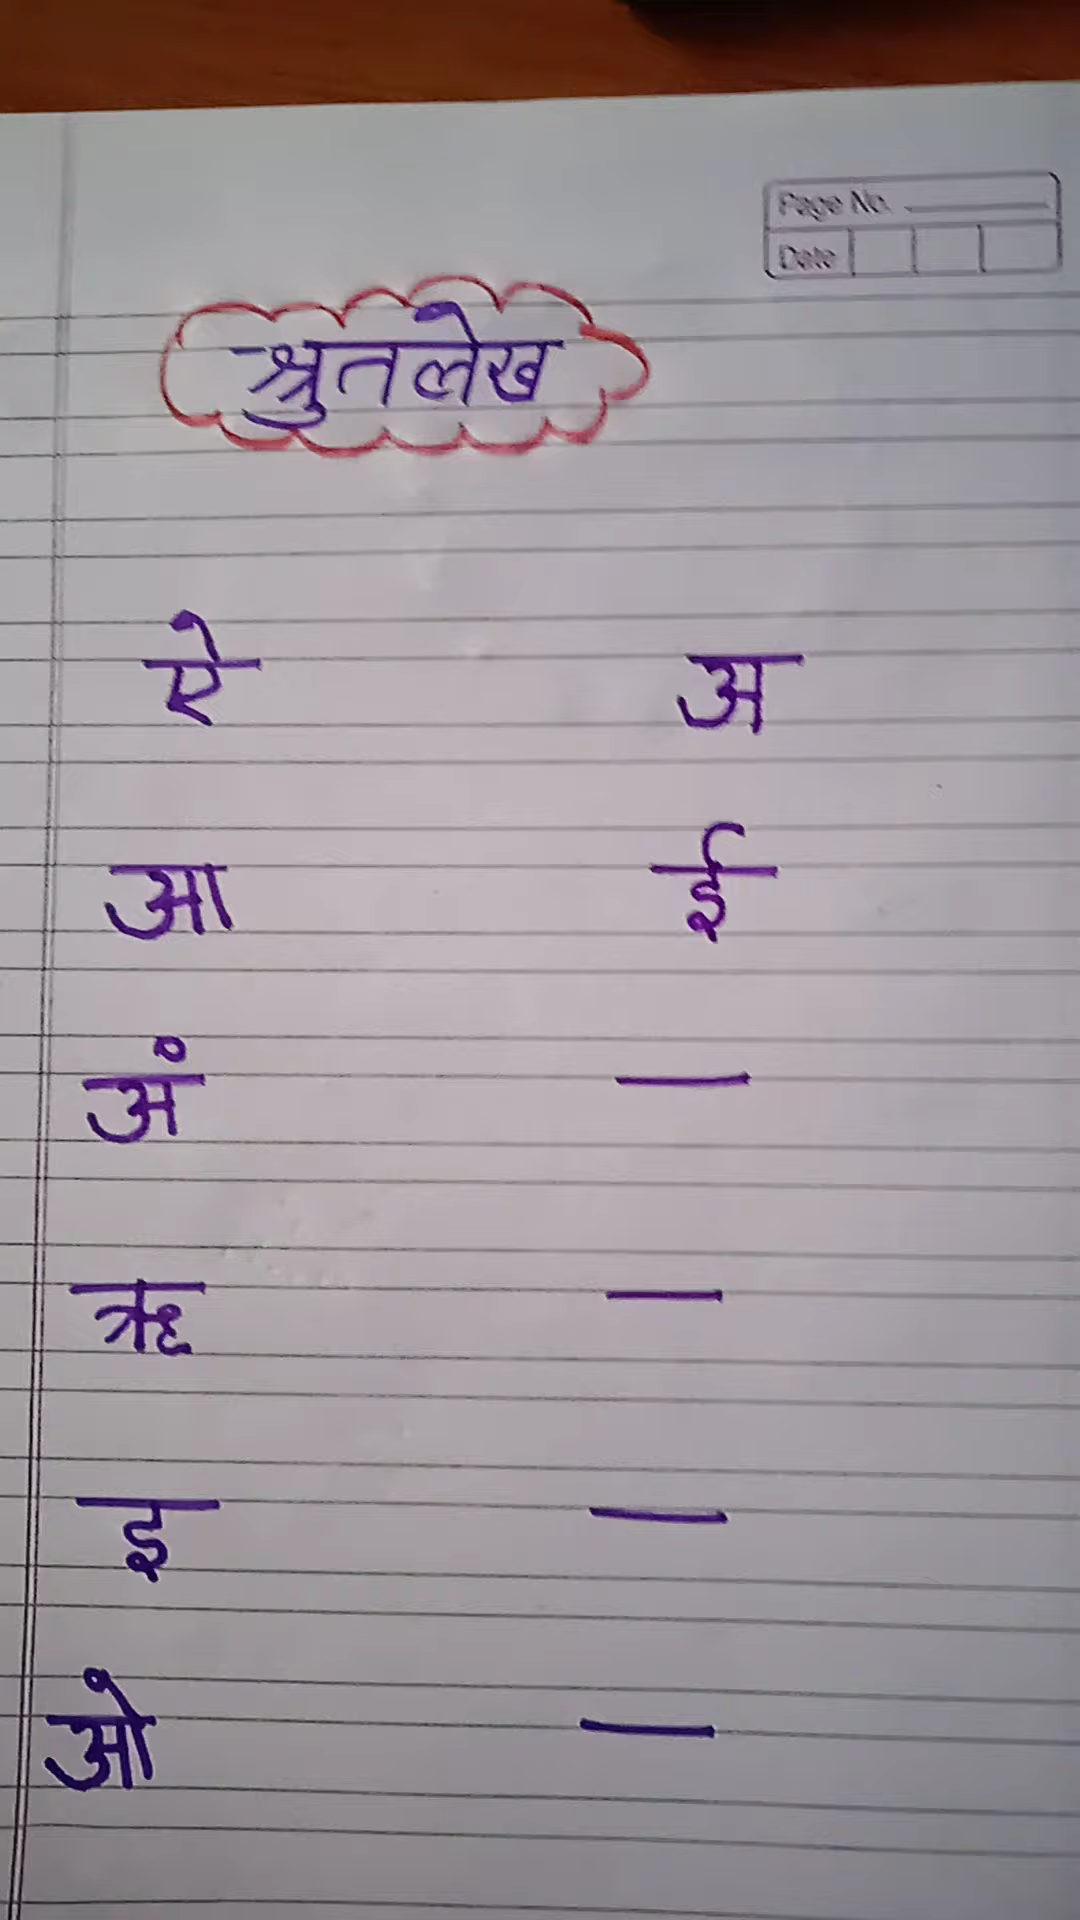 Page No.
Date
श्रुतलेख
ऐ अ
आ ई
अं —
ऋ —
इ —
ओ —